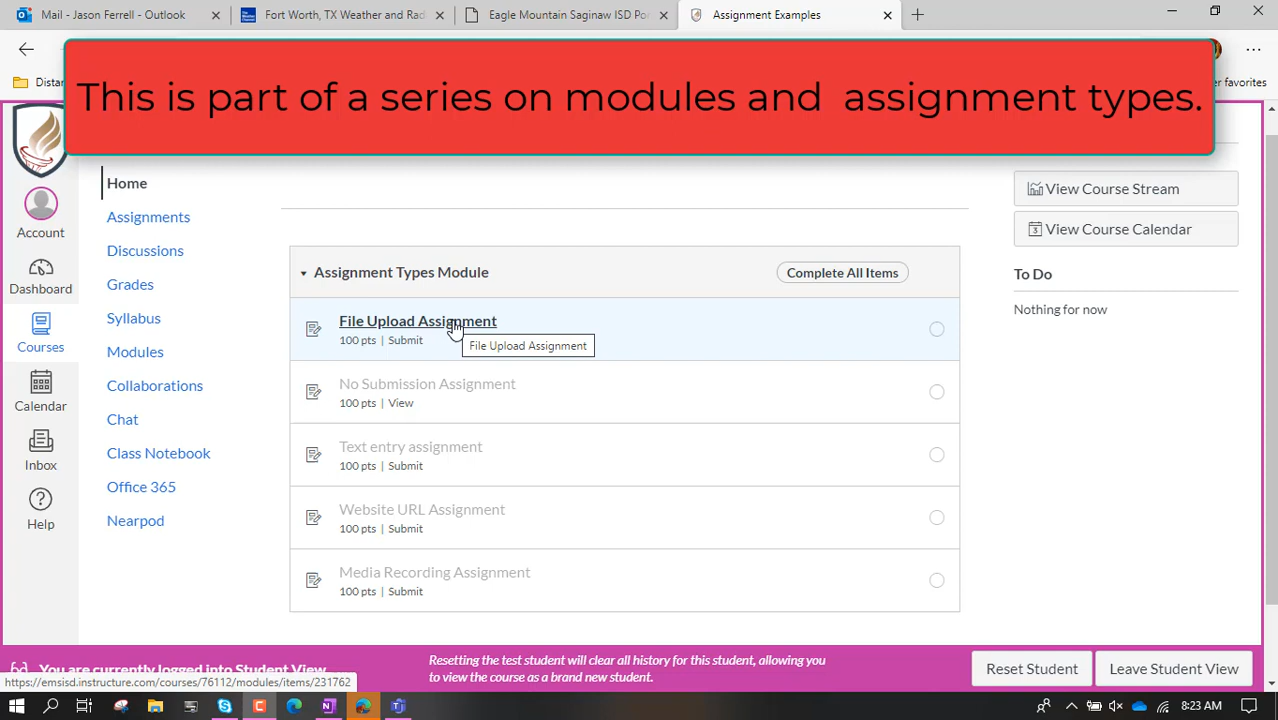 Mail - Jason Ferrell - Outlook
Fort Worth, TX Weather and Rad
Eagle Mountain Saginaw ISD Por
Assignment Examples
Distan
er favorites
This is part of a series on modules and assignment types.
Account
Dashboard
Courses
Calendar
Inbox
Help
Home
Assignments
Discussions
Grades
Syllabus
Modules
Collaborations
Chat
Class Notebook
Office 365
Nearpod
Assignment Types Module
Complete All Items
File Upload Assignment
100 pts | Submit
File Upload Assignment
No Submission Assignment
100 pts | View
Text entry assignment
100 pts | Submit
Website URL Assignment
100 pts | Submit
Media Recording Assignment
100 pts | Submit
View Course Stream
3 View Course Calendar
To Do
Nothing for now
You are currently logged into Student View
Resetting the test student will clear all history for this student, allowing you
to view the course as a brand new student.
Reset Student
Leave Student View
https://emsisd.instructure.com/courses/76112/modules/items/231762
8:23 AM